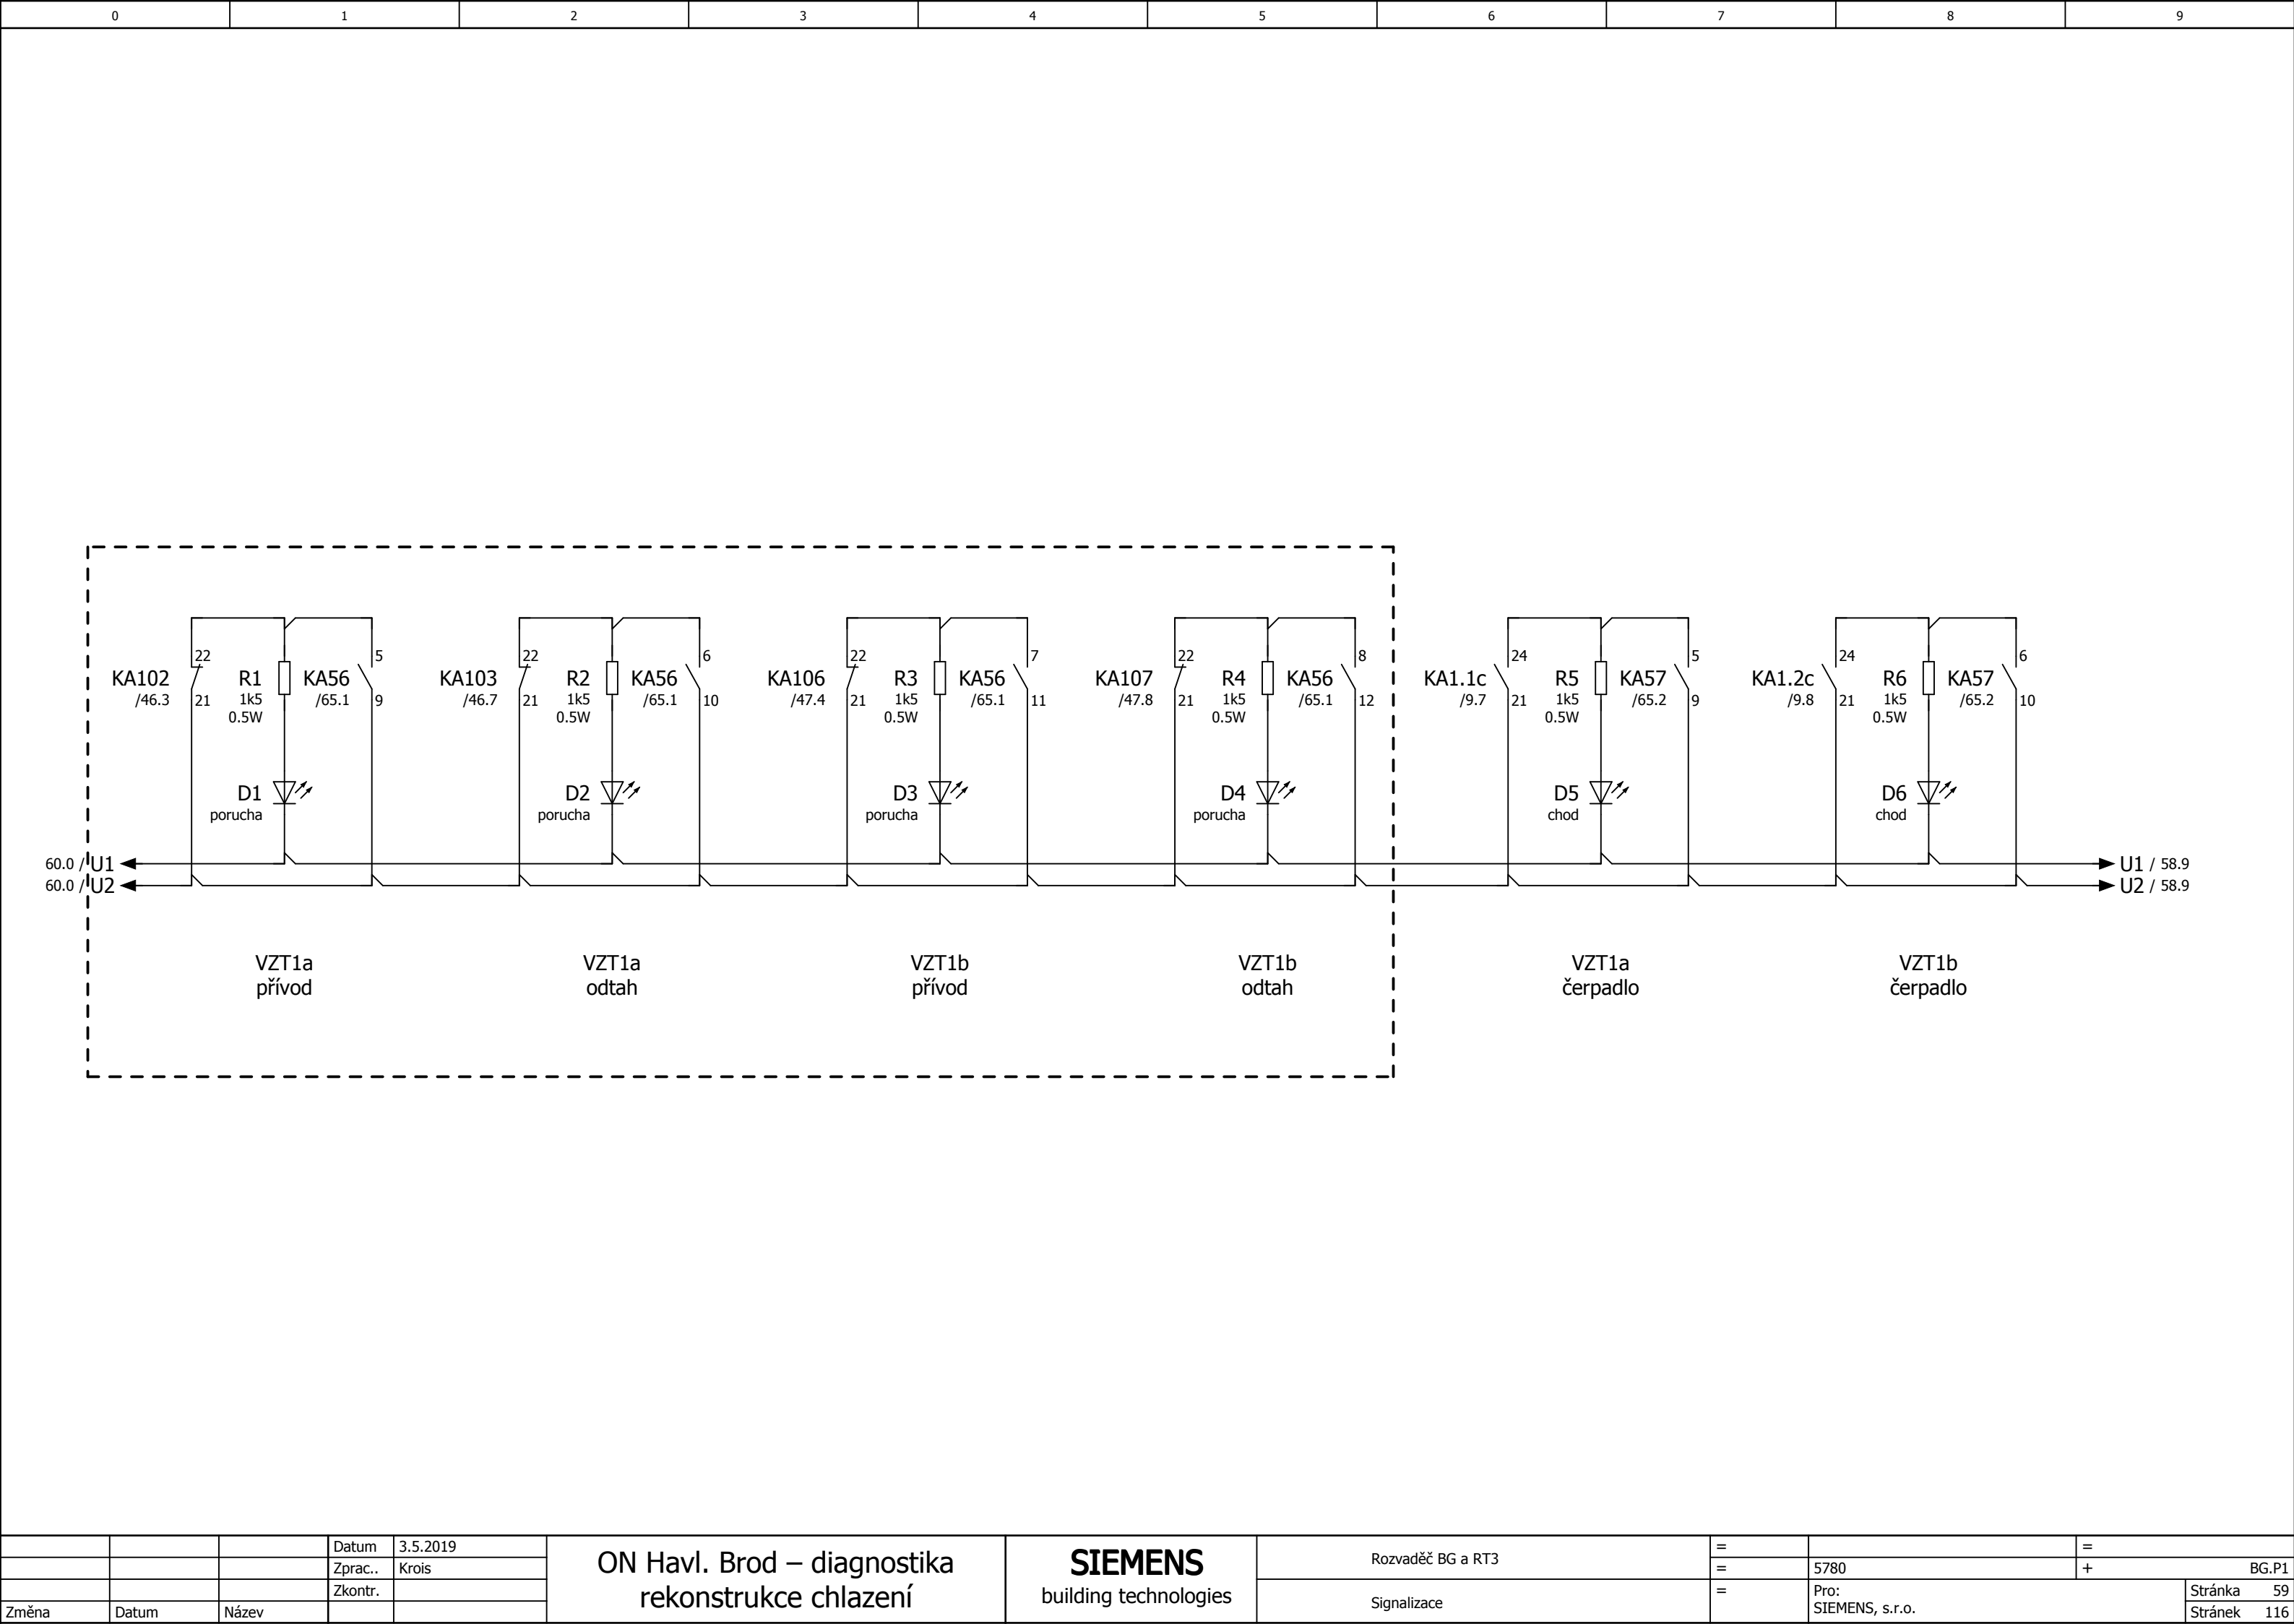 0 1 2 3 4 5 6 7 8 9
22 5 22 6 22 7 22 8 24 5 24 6
KA102 R1 KA56 KA103 R2 KA56 KA106 R3 KA56 KA107 R4 KA56 KA1.1c R5 KA57 KA1.2c R6 KA57
/46.3 21 1k5 /65.1 9 /46.7 21 1k5 /65.1 10 /47.4 21 1k5 /65.1 11 /47.8 21 1k5 /65.1 12 /9.7 21 1k5 /65.2 9 /9.8 21 1k5 /65.2 10
0.5W 0.5W 0.5W 0.5W 0.5W 0.5W
D1 D2 D3 D4 D5 D6
porucha porucha porucha porucha chod chod
60.0 / U1 U1 / 58.9
60.0 / U2 U2 / 58.9
VZT1a VZT1a VZT1b VZT1b VZT1a VZT1b
přívod odtah přívod odtah čerpadlo čerpadlo
Datum 3.5.2019
Zprac.. Krois
Zkontr.
Změna Datum Název
ON Havl. Brod – diagnostika
rekonstrukce chlazení
SIEMENS
building technologies
Rozvaděč BG a RT3
Signalizace
= =
= 5780 + BG.P1
= Pro:
SIEMENS, s.r.o.
Stránka 59
Stránek 116